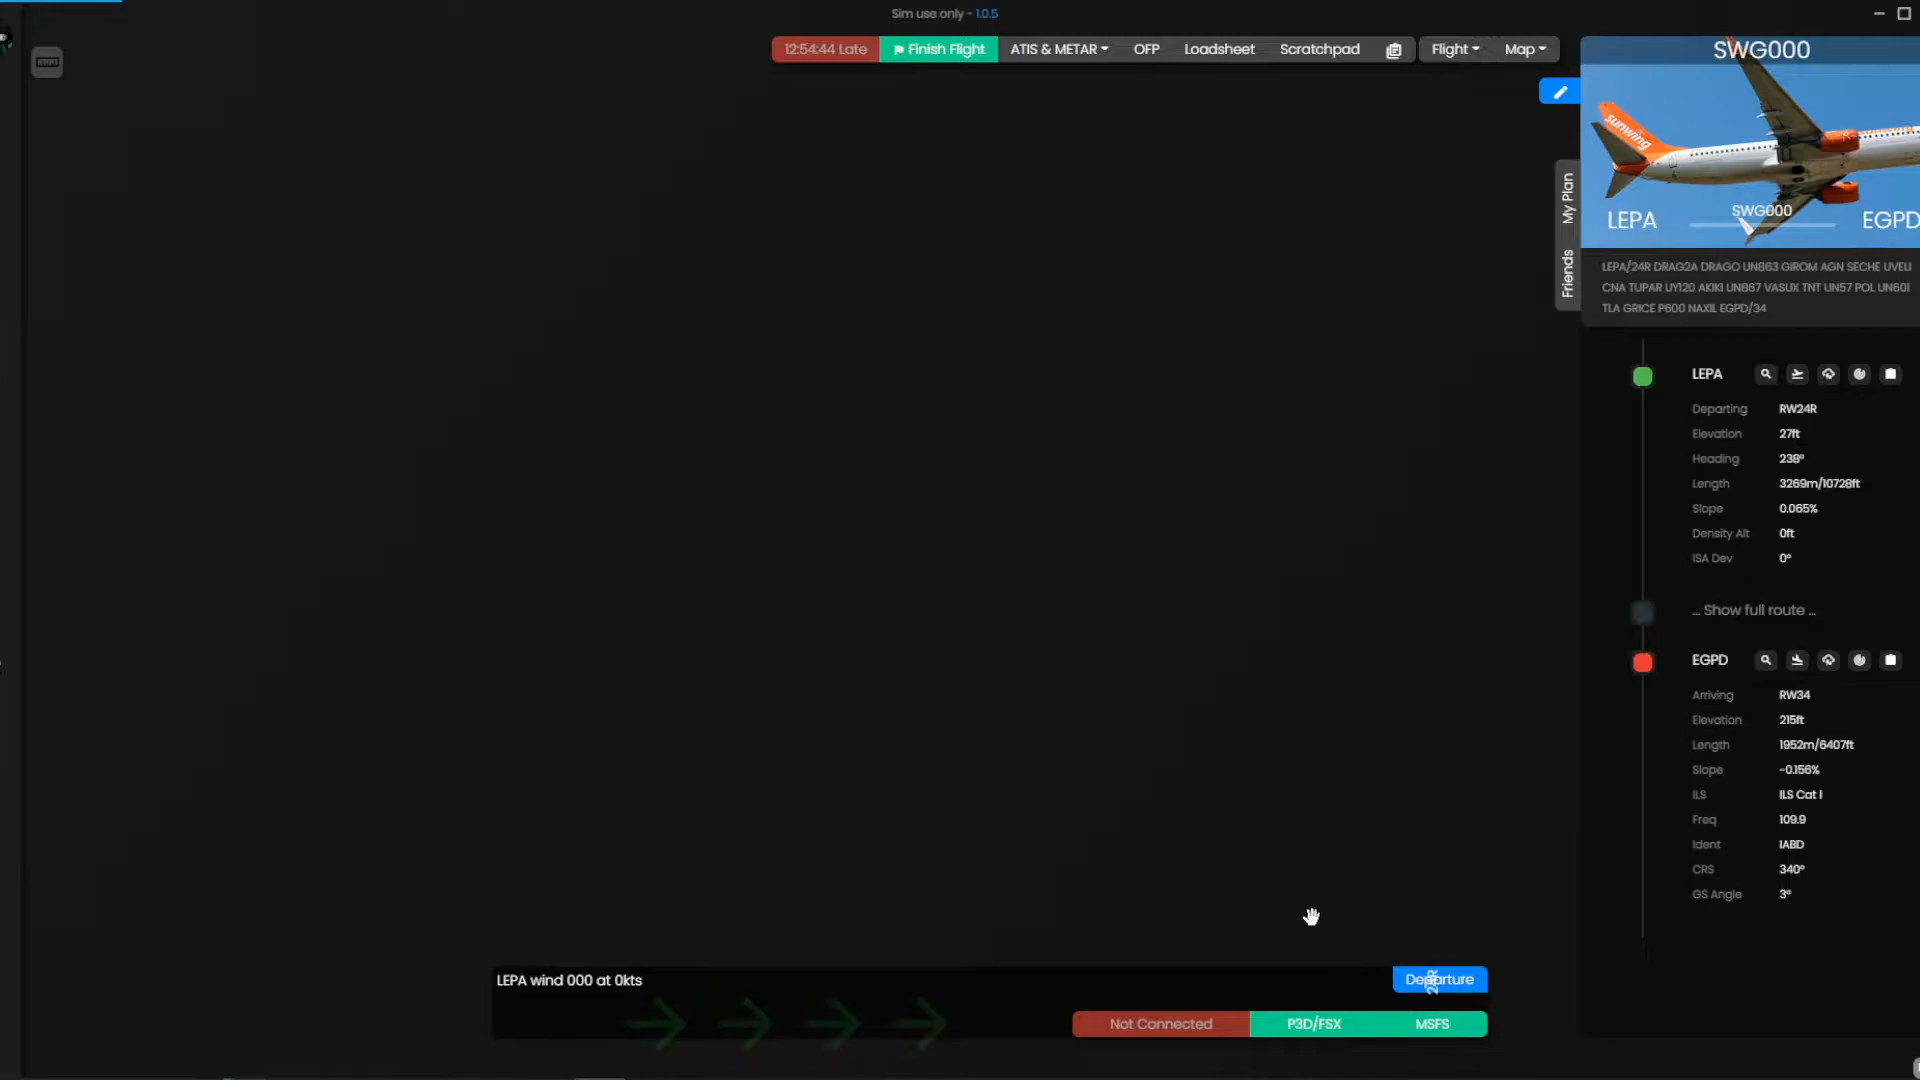 Sim use only - 1.0.5
12:54:44 Late
Finish Flight
ATIS & METAR
OFP
Loadsheet
Scratchpad
Flight
Map
SWG000
sunwing
LEPA
SWG000
EGPD
My Plan
Friends
LEPA/24R DRAG2A DRAGO UN863 GIROM AGN SECHE UVELI
CNA TUPAR UY120 AKIKI UN867 VASUX TNT UN57 POL UN601
TLA GRICE P600 NAXIL EGPD/34
LEPA
Departing RW24R
Elevation 27ft
Heading 238°
Length 3269m/10728ft
Slope 0.065%
Density Alt 0ft
ISA Dev 0°
... Show full route ...
EGPD
Arriving RW34
Elevation 215ft
Length 1952m/6407ft
Slope -0.156%
ILS ILS Cat I
Freq 109.9
Ident IABD
CRS 340°
GS Angle 3°
LEPA wind 000 at 0kts
Departure
Not Connected
P3D/FSX
MSFS